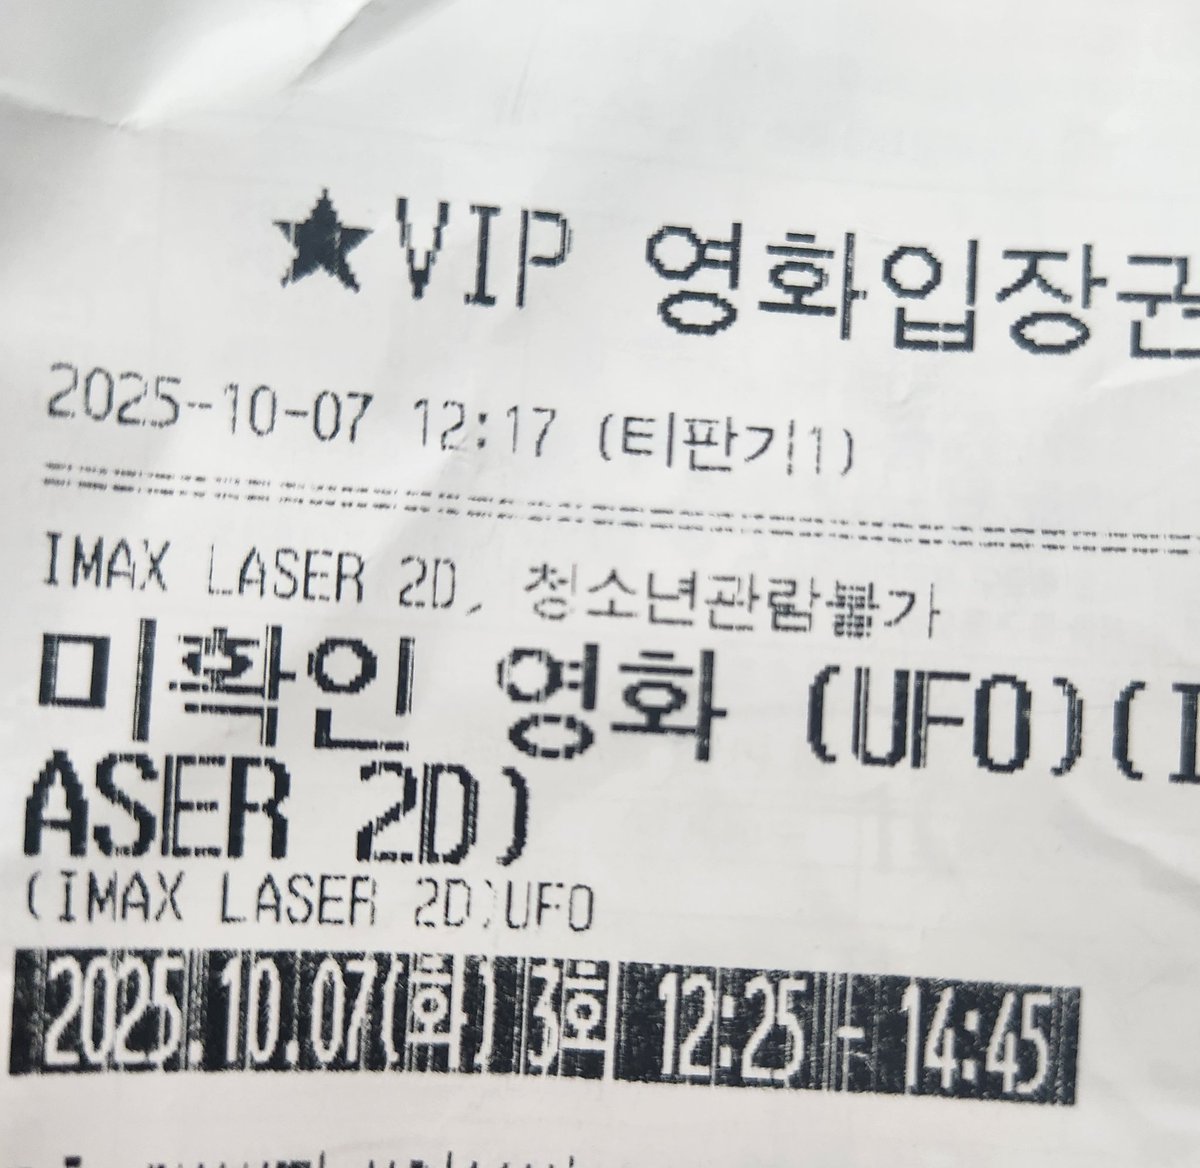 ★VIP 영화입장권
2025-10-07 12:17 (티판기1)
IMAX LASER 2D, 청소년관람불가
미확인 영화 (UFO)(I
ASER 2D)
(IMAX LASER 2D)UFO
2025.10.07(화) 3회 12:25 - 14:45